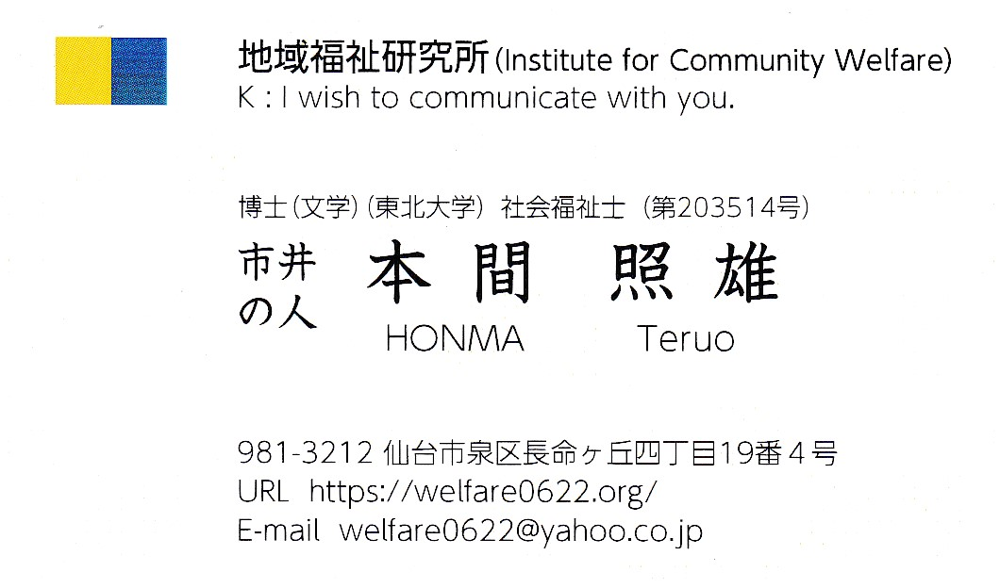 地域福祉研究所(Institute for Community Welfare)
K : I wish to communicate with you.
博士(文学)(東北大学) 社会福祉士 (第203514号)
市井の人 本間 照雄
HONMA Teruo
981-3212 仙台市泉区長命ヶ丘四丁目19番4号
URL https://welfare0622.org/
E-mail welfare0622@yahoo.co.jp